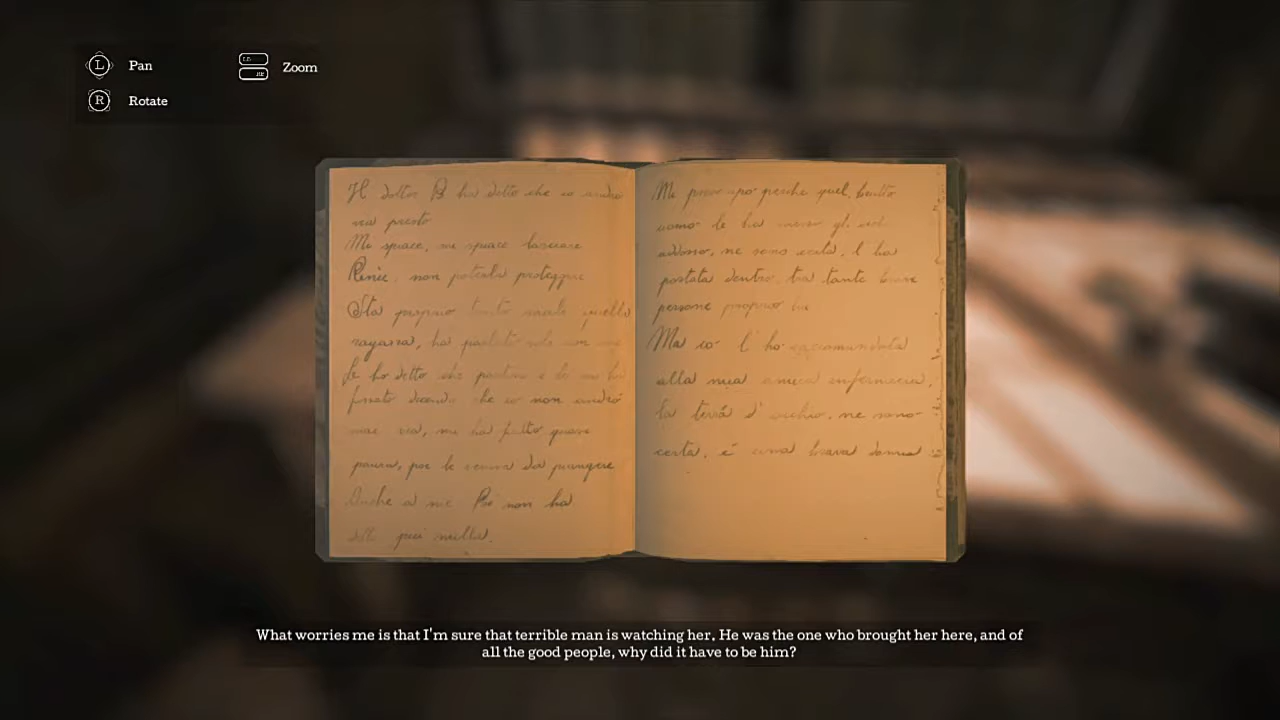 Pan
Zoom
Rotate
Il dottor B ha detto che io andrò
via presto
Mi spiace, mi spiace lasciare
Renée, non poterla proteggere
Sta proprio tanto male quella
ragazza, ha parlato solo con me
Le ho detto che partivo e lei mi ha
fissato dicendo che io non andrò
mai via, mi ha fatto quasi
paura, poi le veniva da piangere
Anche a me. Poi non ha
detto più nulla.
Mi preoccupo perche quel brutto
uomo le ha messo gli occhi
addosso, ne sono certa, l'ha
portata dentro, tra tante brave
persone proprio lui
Ma io l'ho raccomandata
alla mia amica infermiera,
la terrá d'occhio, ne sono
certa, é una brava donna
What worries me is that I'm sure that terrible man is watching her. He was the one who brought her here, and of
all the good people, why did it have to be him?